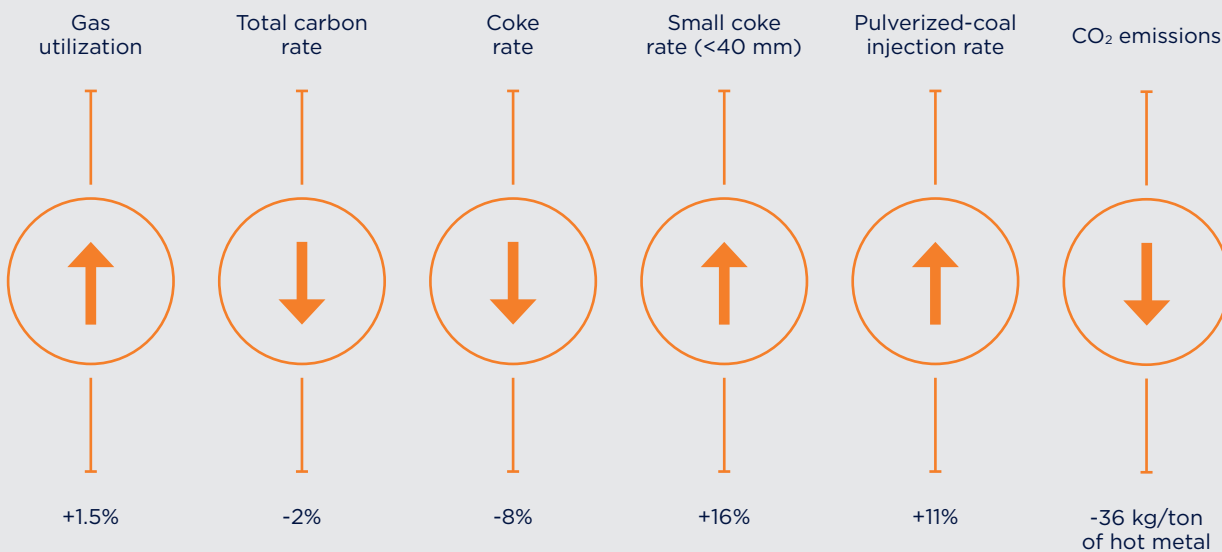 Gas
utilization
Total carbon
rate
Coke
rate
Small coke
rate (<40 mm)
Pulverized-coal
injection rate
CO₂ emissions
+1.5%
-2%
-8%
+16%
+11%
-36 kg/ton
of hot metal